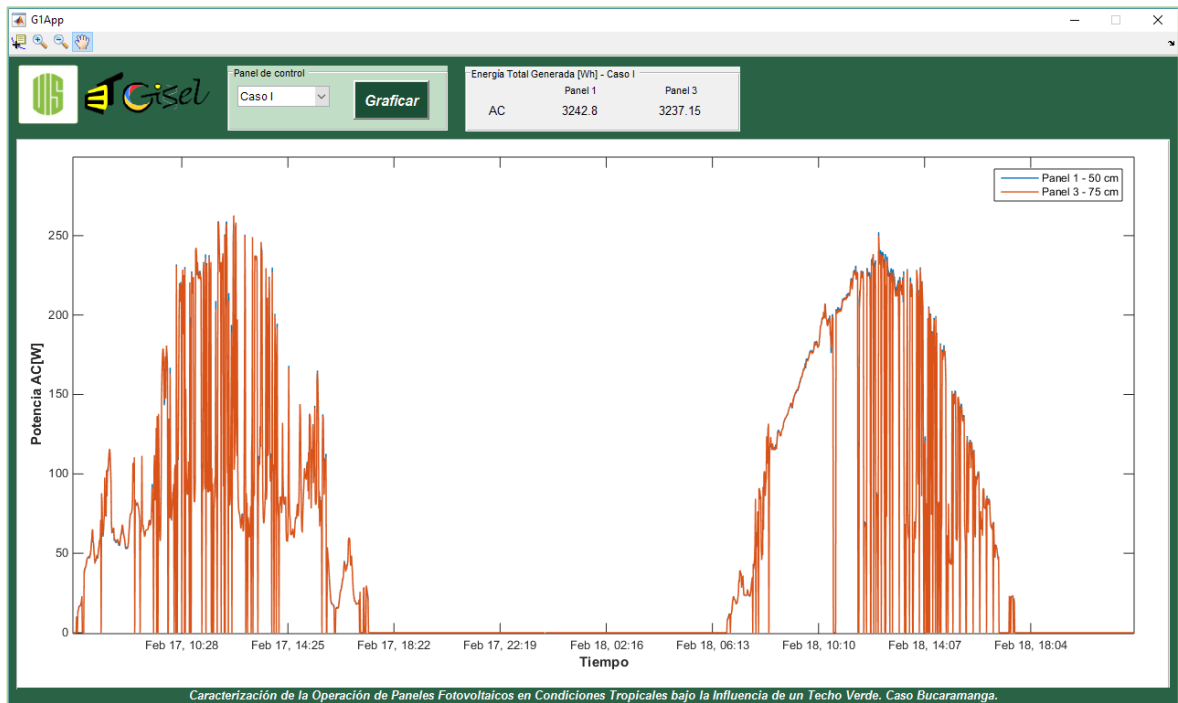 G1App
UIS
ET Gisel
Panel de control
Caso I
Graficar
Energía Total Generada [Wh] - Caso I
Panel 1 Panel 3
AC 3242.8 3237.15
Panel 1 - 50 cm
Panel 3 - 75 cm
250
200
150
100
50
0
Potencia AC[W]
Feb 17, 10:28 Feb 17, 14:25 Feb 17, 18:22 Feb 17, 22:19 Feb 18, 02:16 Feb 18, 06:13 Feb 18, 10:10 Feb 18, 14:07 Feb 18, 18:04
Tiempo
Caracterización de la Operación de Paneles Fotovoltaicos en Condiciones Tropicales bajo la Influencia de un Techo Verde. Caso Bucaramanga.